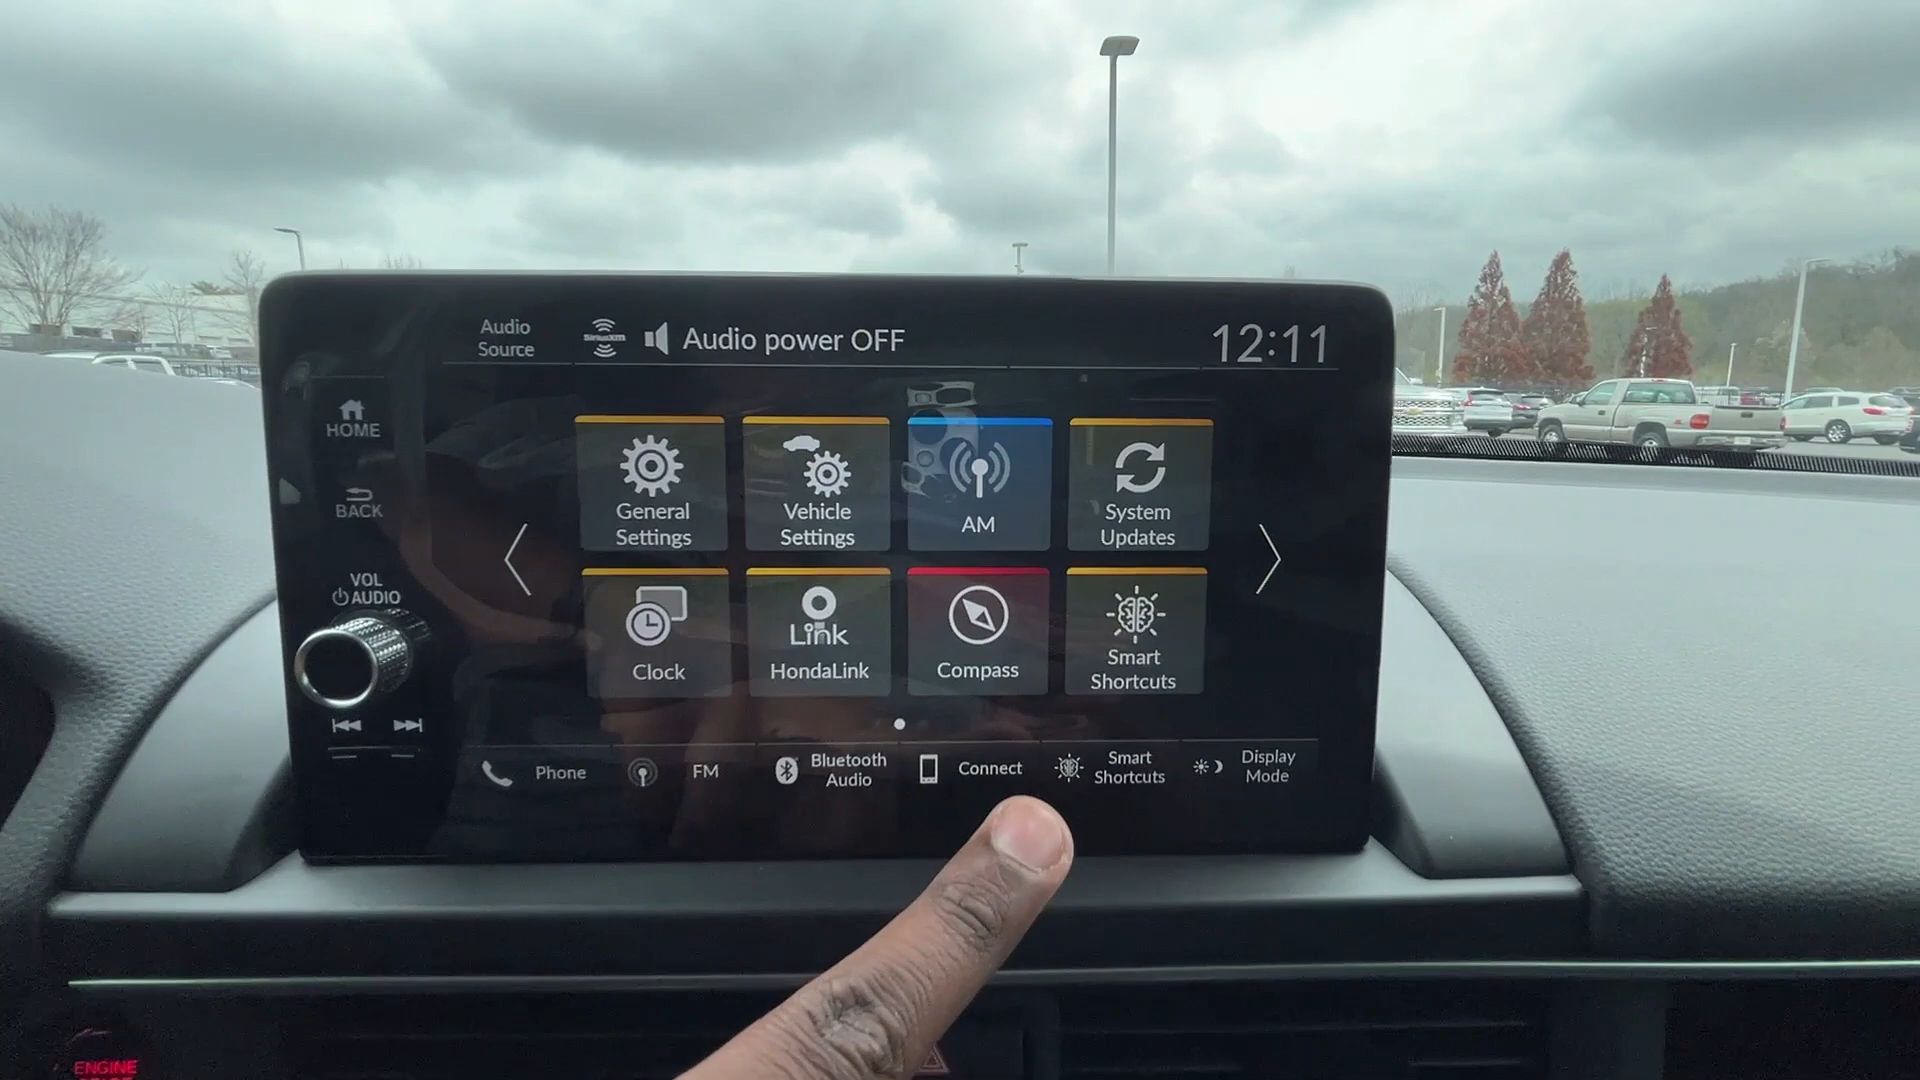 Audio
Source
SiriusXM
Audio power OFF
12:11
HOME
BACK
VOL
AUDIO
General
Settings
Vehicle
Settings
AM
System
Updates
Clock
Link
HondaLink
Compass
Smart
Shortcuts
Phone
FM
Bluetooth
Audio
Connect
Smart
Shortcuts
Display
Mode
ENGINE